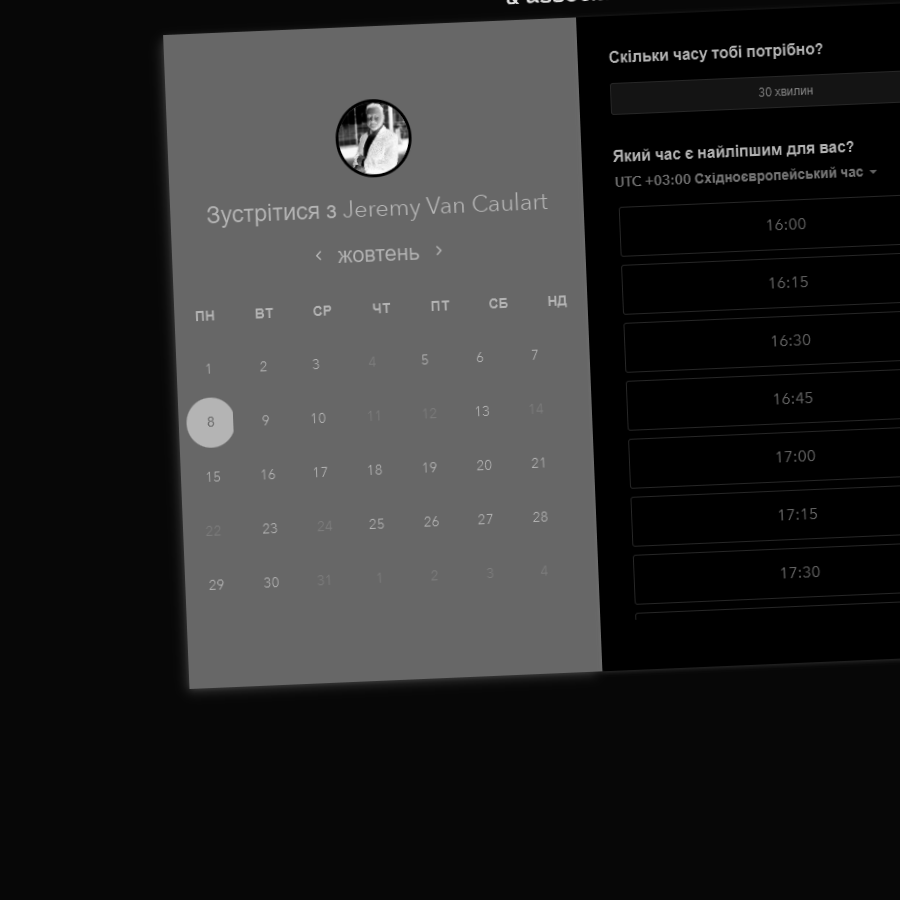 Зустрітися з Jeremy Van Caulart
жовтень
ПН ВТ СР ЧТ ПТ СБ НД
1 2 3 4 5 6 7
8 9 10 11 12 13 14
15 16 17 18 19 20 21
22 23 24 25 26 27 28
29 30 31 1 2 3 4
Скільки часу тобі потрібно?
30 хвилин
Який час є найліпшим для вас?
UTC +03:00 Східноєвропейський час
16:00
16:15
16:30
16:45
17:00
17:15
17:30